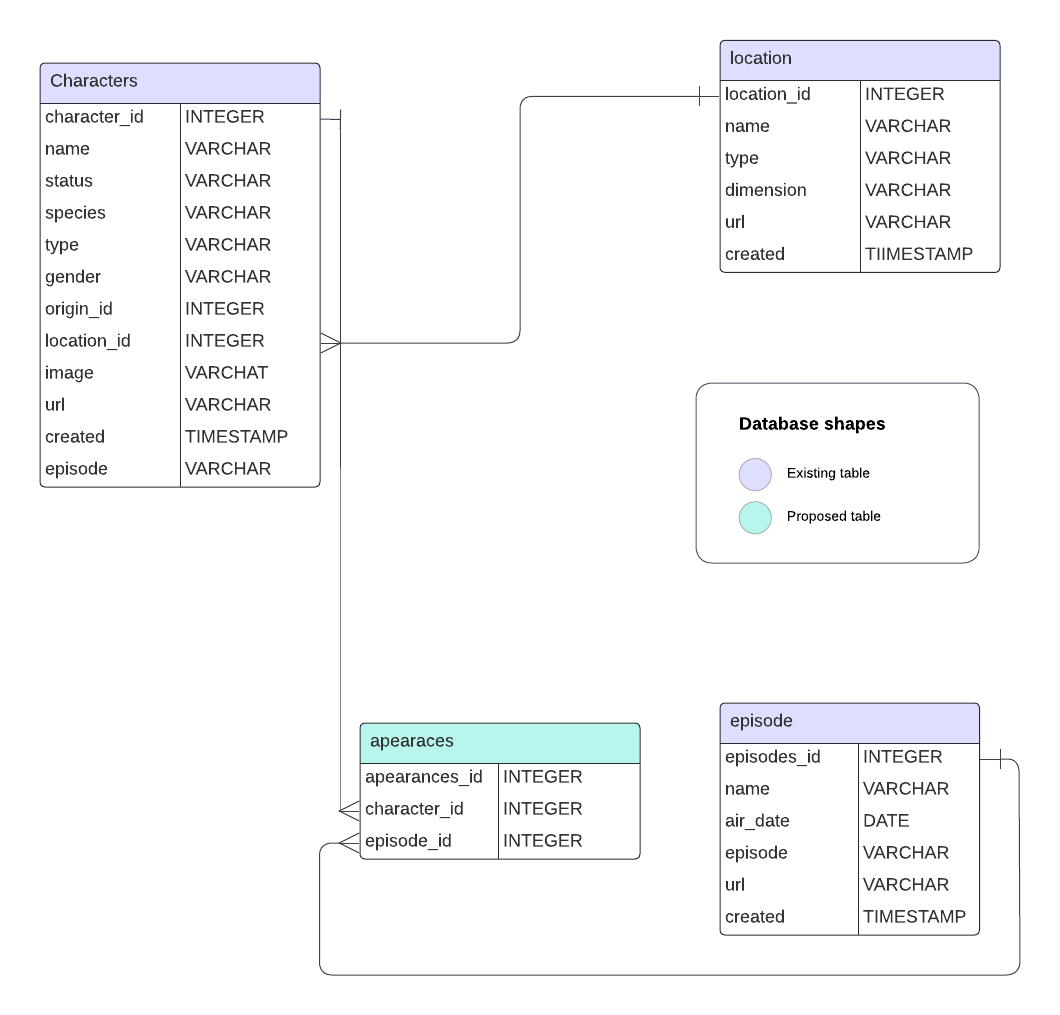 Characters
character_id INTEGER
name VARCHAR
status VARCHAR
species VARCHAR
type VARCHAR
gender VARCHAR
origin_id INTEGER
location_id INTEGER
image VARCHAT
url VARCHAR
created TIMESTAMP
episode VARCHAR
location
location_id INTEGER
name VARCHAR
type VARCHAR
dimension VARCHAR
url VARCHAR
created TIIMESTAMP
Database shapes
Existing table
Proposed table
apearaces
apearances_id INTEGER
character_id INTEGER
episode_id INTEGER
episode
episodes_id INTEGER
name VARCHAR
air_date DATE
episode VARCHAR
url VARCHAR
created TIMESTAMP